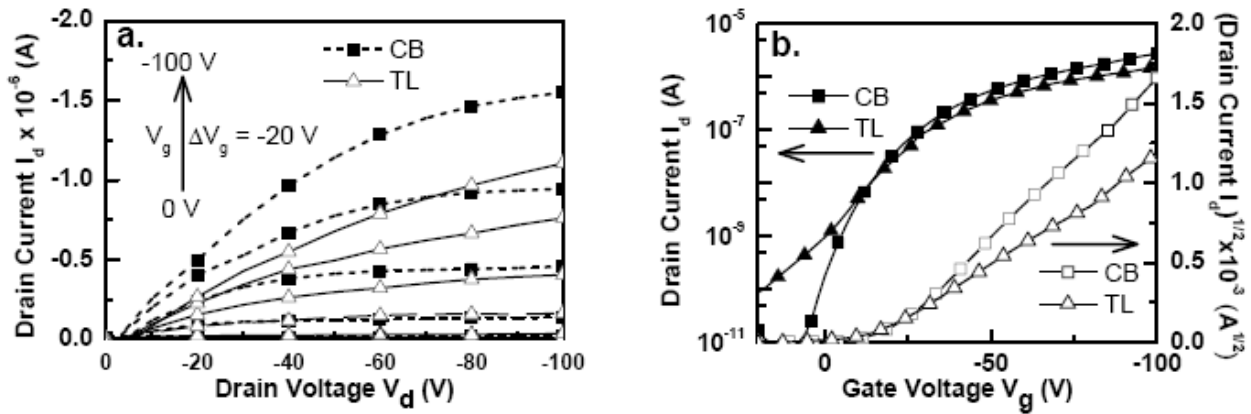 a.
Drain Current I_d x 10^-6 (A)
-2.0
-1.5
-1.0
-0.5
0.0
-100 V
V_g
ΔV_g = -20 V
0 V
CB
TL
-20 -40 -60 -80 -100
Drain Voltage V_d (V)
b.
Drain Current I_d (A)
10^-5
10^-7
10^-9
10^-11
CB
TL
CB
TL
0 -50 -100
Gate Voltage V_g (V)
2.0
1.5
1.0
0.5
0.0
(Drain Current I_d)^1/2 x10^-3 (A^1/2)